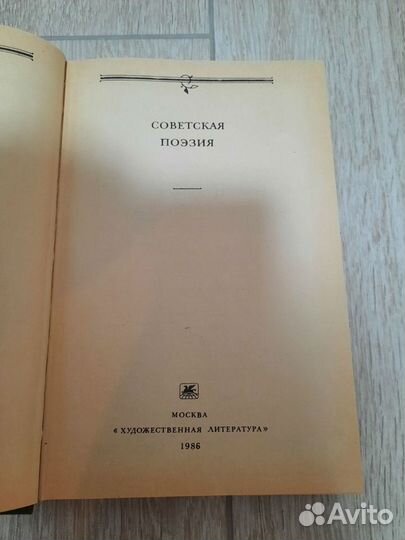 СОВЕТСКАЯ
ПОЭЗИЯ
МОСКВА
«ХУДОЖЕСТВЕННАЯ ЛИТЕРАТУРА»
1986
Avito